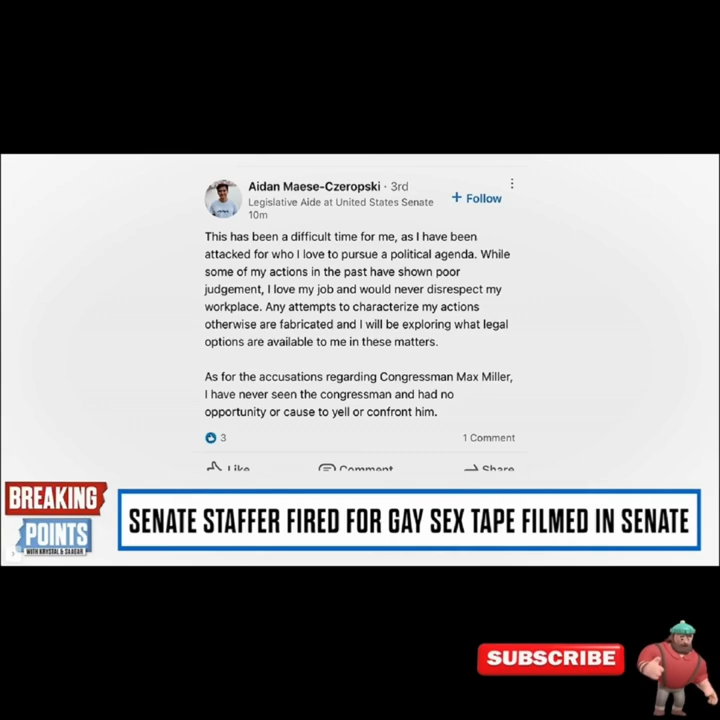 Aidan Maese-Czeropski · 3rd
Legislative Aide at United States Senate
10m
+ Follow
This has been a difficult time for me, as I have been
attacked for who I love to pursue a political agenda. While
some of my actions in the past have shown poor
judgement, I love my job and would never disrespect my
workplace. Any attempts to characterize my actions
otherwise are fabricated and I will be exploring what legal
options are available to me in these matters.
As for the accusations regarding Congressman Max Miller,
I have never seen the congressman and had no
opportunity or cause to yell or confront him.
3
1 Comment
Like
Comment
Share
BREAKING
POINTS
WITH KRYSTAL & SAAGAR
SENATE STAFFER FIRED FOR GAY SEX TAPE FILMED IN SENATE
SUBSCRIBE